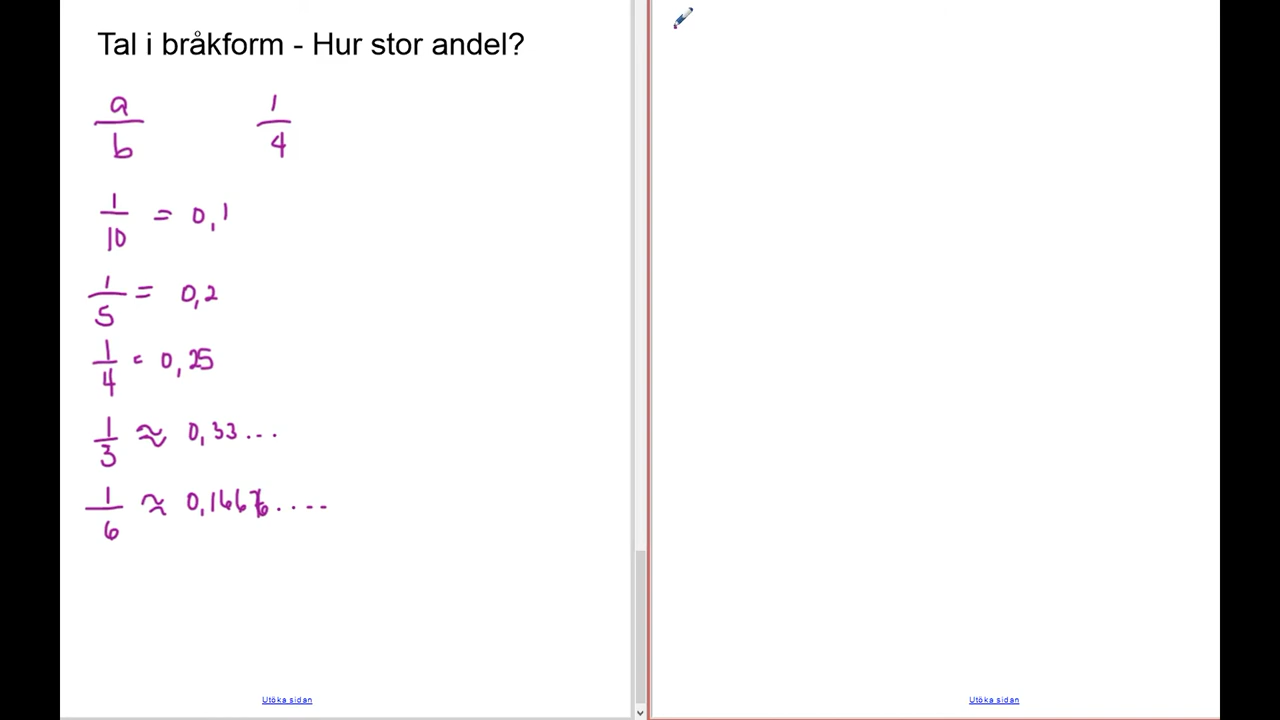 Tal i bråkform - Hur stor andel?
a/b 1/4
1/10 = 0,1
1/5 = 0,2
1/4 = 0,25
1/3 ≈ 0,33...
1/6 ≈ 0,1666....
Utöka sidan
Utöka sidan